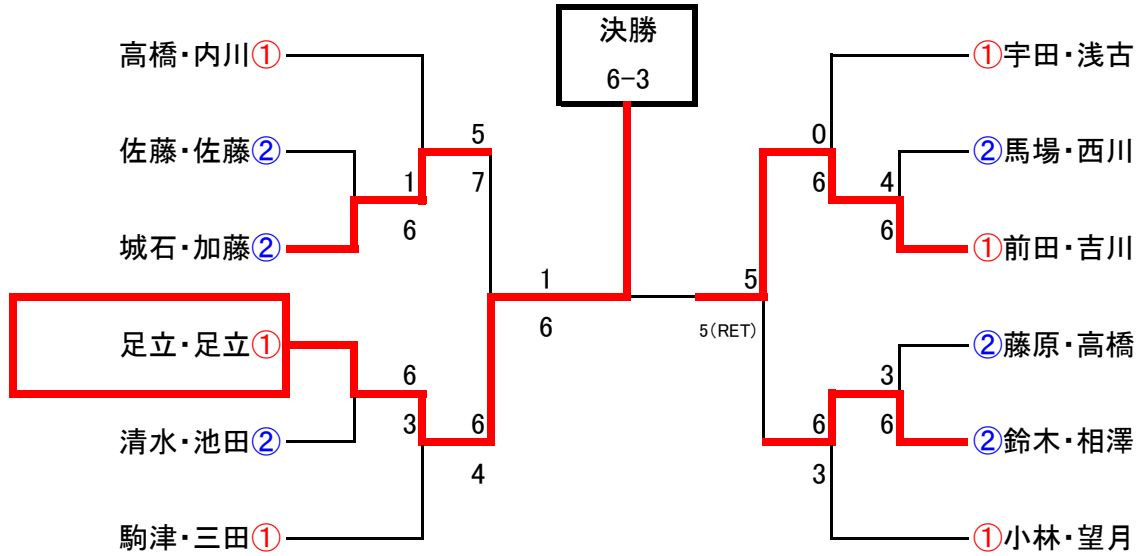 決勝
6-3
高橋・内川①
①宇田・浅古
5
0
佐藤・佐藤②
②馬場・西川
1
7
6
4
6
6
城石・加藤②
①前田・吉川
1
5
6
5(RET)
足立・足立①
②藤原・高橋
6
3
3
6
6
6
清水・池田②
②鈴木・相澤
4
3
駒津・三田①
①小林・望月